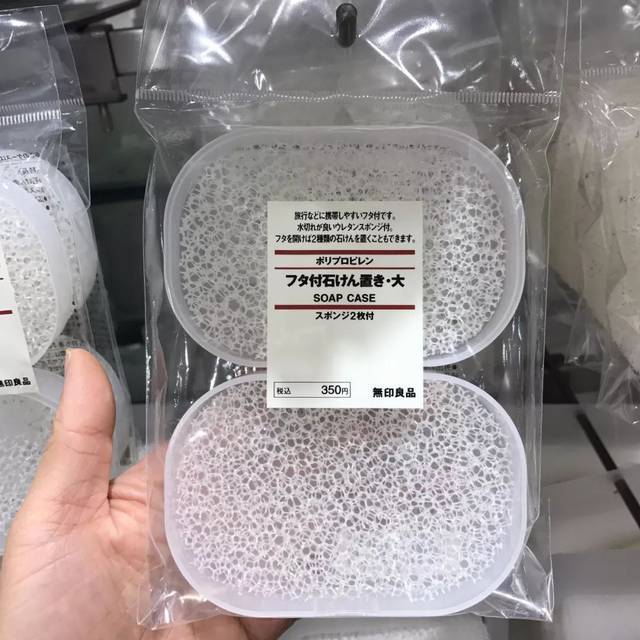 旅行などに携帯しやすいフタ付です。
水切れが良いウレタンスポンジ付。
フタを開けば2種類の石けんを置くこともできます。
ポリプロピレン
フタ付石けん置き・大
SOAP CASE
スポンジ2枚付
税込 350円 無印良品